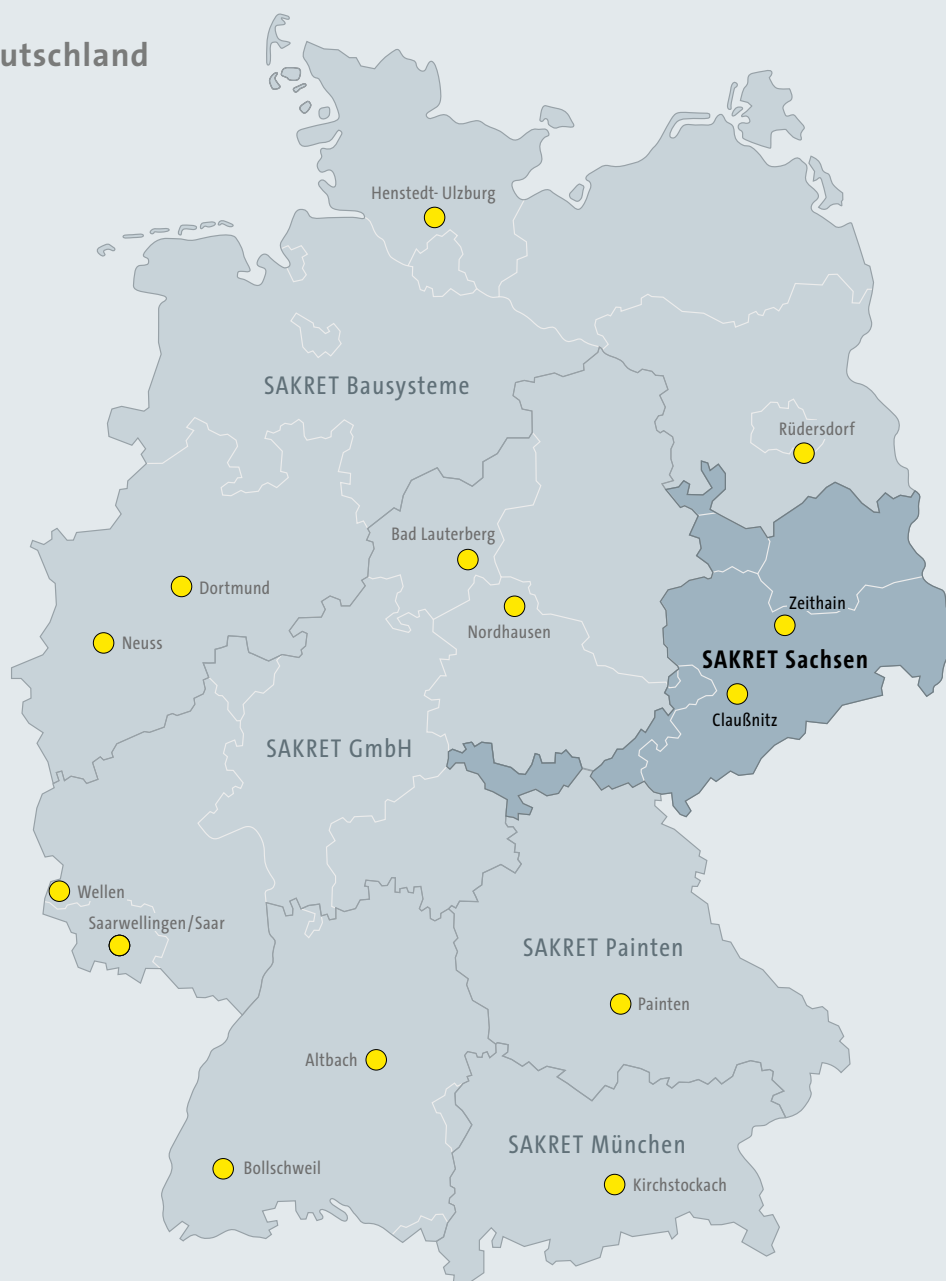 utschland
Henstedt- Ulzburg
SAKRET Bausysteme
Rüdersdorf
Bad Lauterberg
Dortmund
Zeithain
Nordhausen
Neuss
SAKRET Sachsen
Claußnitz
SAKRET GmbH
Wellen
Saarwellingen/Saar
SAKRET Painten
Painten
Altbach
SAKRET München
Bollschweil
Kirchstockach